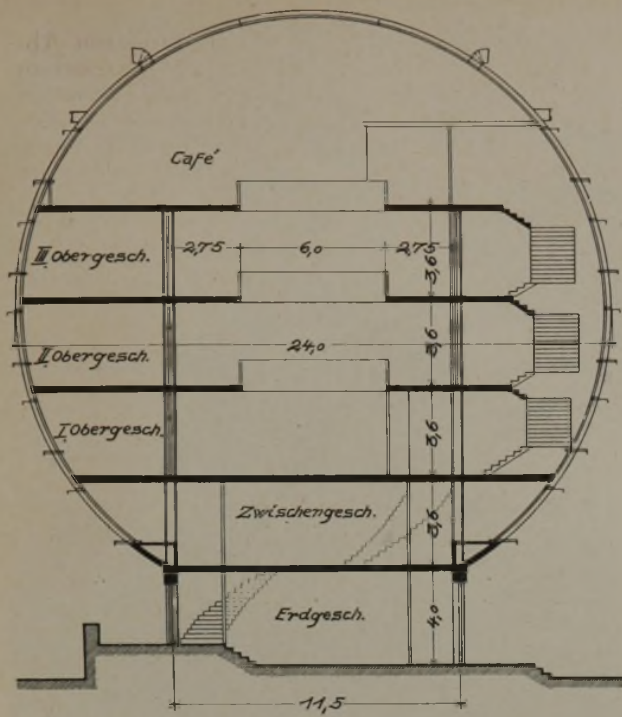 Café
2,75 6,0 2,75
3,6
III Obergesch.
24,0
II Obergesch.
3,6
I Obergesch.
3,6
Zwischengesch.
3,6
Erdgesch.
4,0
11,5